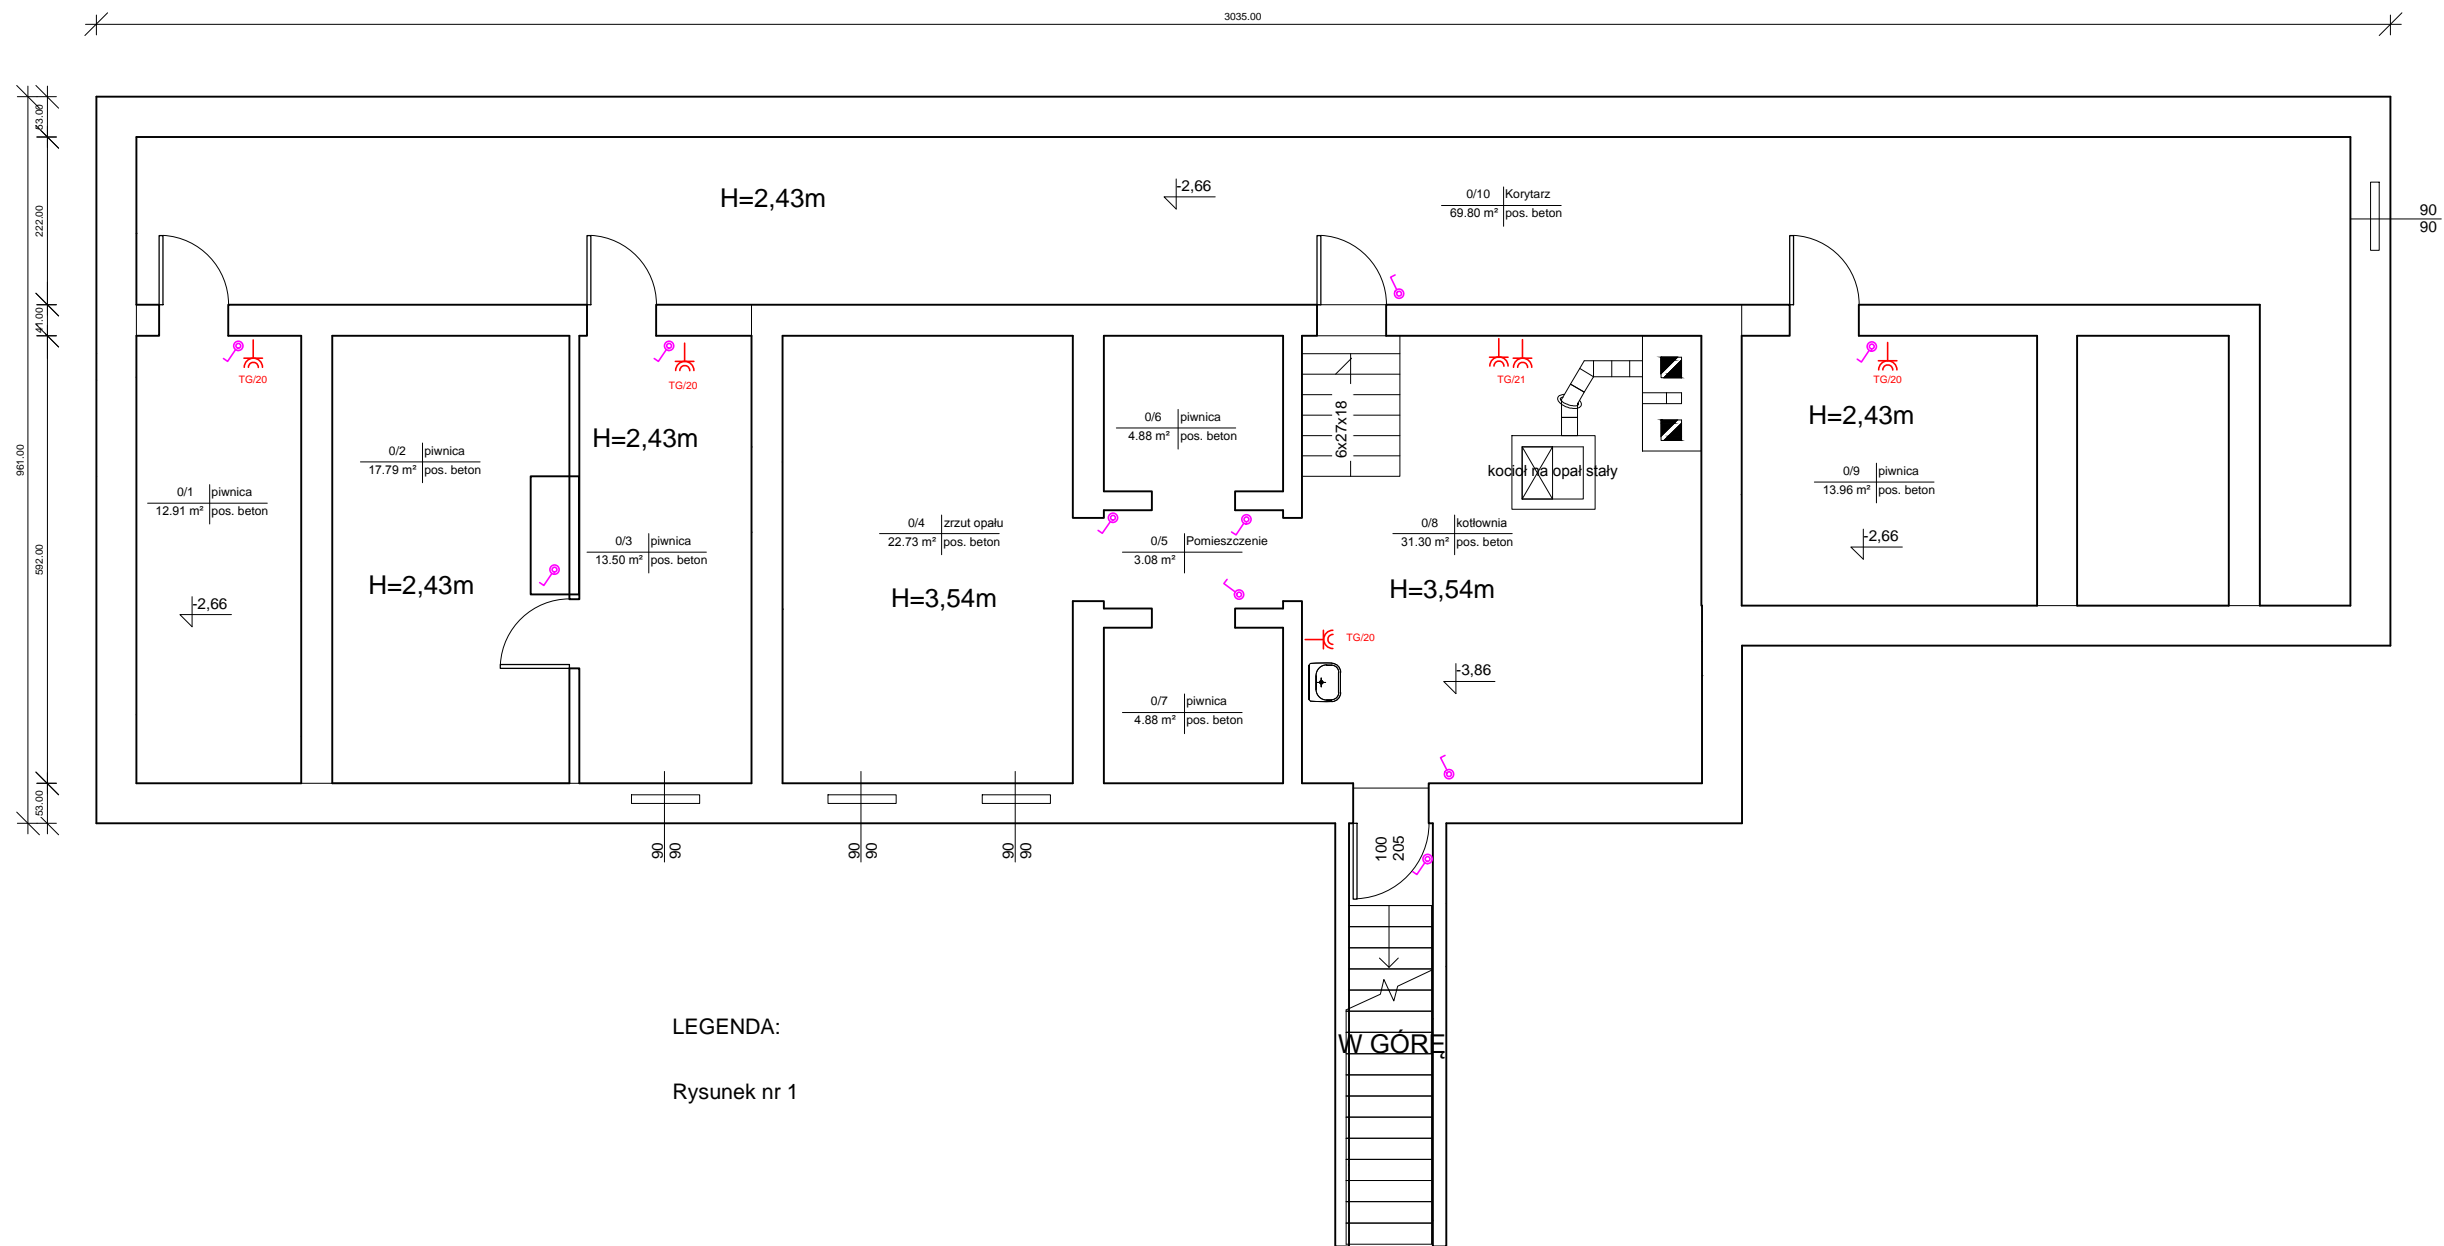 3035.00
53.00
222.00
41.00
592.00
53.00
961.00
H=2,43m
-2,66
0/10 Korytarz
69.80 m² pos. beton
90
90
TG/20
TG/20
TG/21
TG/20
0/1 piwnica
12.91 m² pos. beton
-2,66
0/2 piwnica
17.79 m² pos. beton
H=2,43m
H=2,43m
0/3 piwnica
13.50 m² pos. beton
0/4 zrzut opału
22.73 m² pos. beton
H=3,54m
0/6 piwnica
4.88 m² pos. beton
0/5 Pomieszczenie
3.08 m²
0/7 piwnica
4.88 m² pos. beton
6x27x18
kocioł na opał stały
0/8 kotłownia
31.30 m² pos. beton
H=3,54m
TG/20
-3,86
H=2,43m
0/9 piwnica
13.96 m² pos. beton
-2,66
90
90
90
90
90
90
100
205
W GÓRĘ
LEGENDA:
Rysunek nr 1